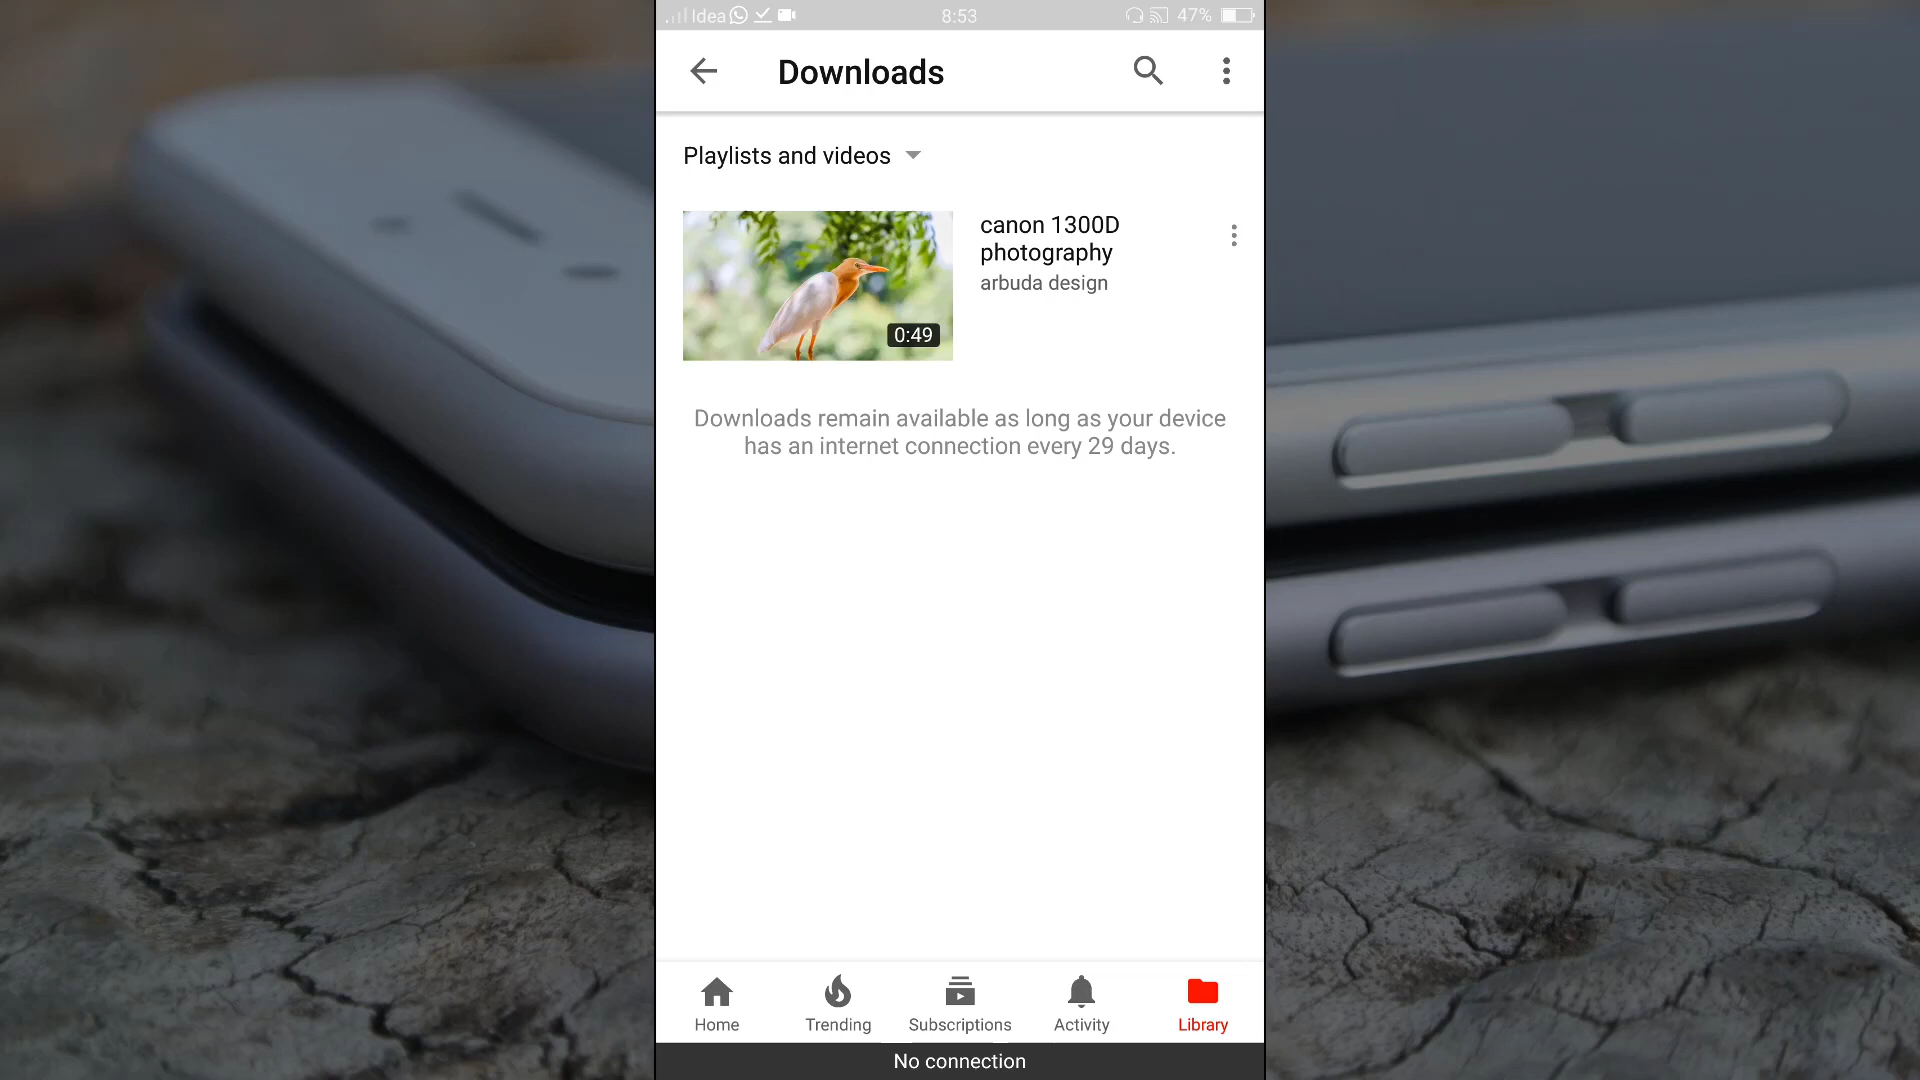 Idea 8:53 47%
Downloads
Playlists and videos
canon 1300D
photography
arbuda design
0:49
Downloads remain available as long as your device
has an internet connection every 29 days.
Home Trending Subscriptions Activity Library
No connection